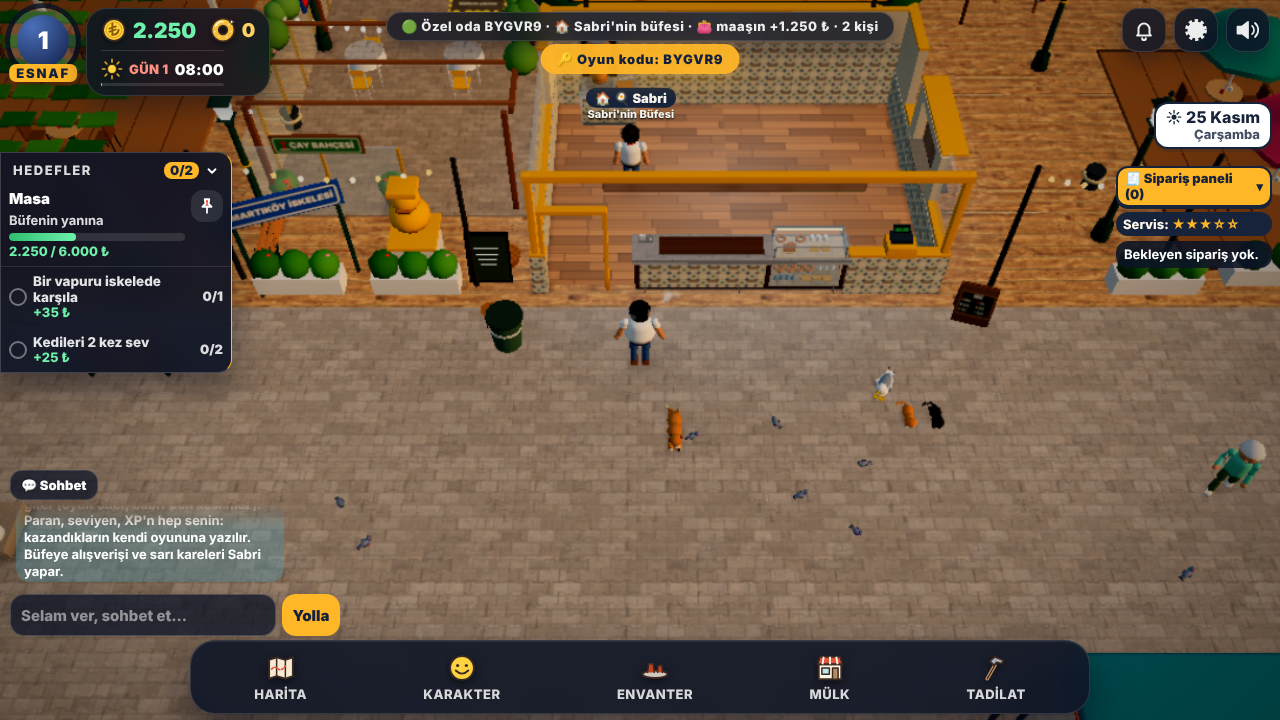 1
ESNAF
2.250
0
GÜN 1 08:00
🟢 Özel oda BYGVR9 · 🏠 Sabri'nin büfesi · 👛 maaşın +1.250 ₺ · 2 kişi
🔑 Oyun kodu: BYGVR9
🏠 🍳 Sabri
Sabri'nin Büfesi
ÇAY BAHÇESİ
MARTIKÖY İSKELESİ
☀ 25 Kasım
Çarşamba
🧾 Sipariş paneli (0) ▾
Servis: ★★★☆☆
Bekleyen sipariş yok.
HEDEFLER 0/2
Masa
Büfenin yanına
2.250 / 6.000 ₺
Bir vapuru iskelede karşıla 0/1
+35 ₺
Kedileri 2 kez sev 0/2
+25 ₺
💬 Sohbet
Paran, seviyen, XP'n hep senin:
kazandıkların kendi oyununa yazılır.
Büfeye alışverişi ve sarı kareleri Sabri
yapar.
Selam ver, sohbet et...
Yolla
HARİTA
KARAKTER
ENVANTER
MÜLK
TADİLAT